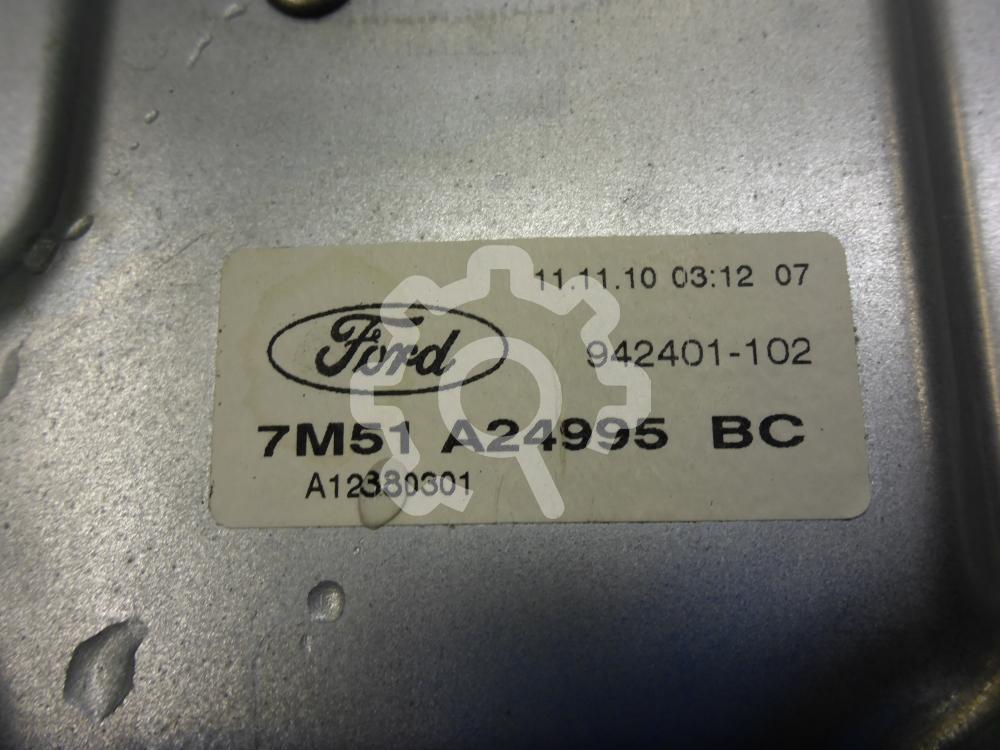 11.11.10 03:12 07
Ford
942401-102
7M51 A24995 BC
A12380301